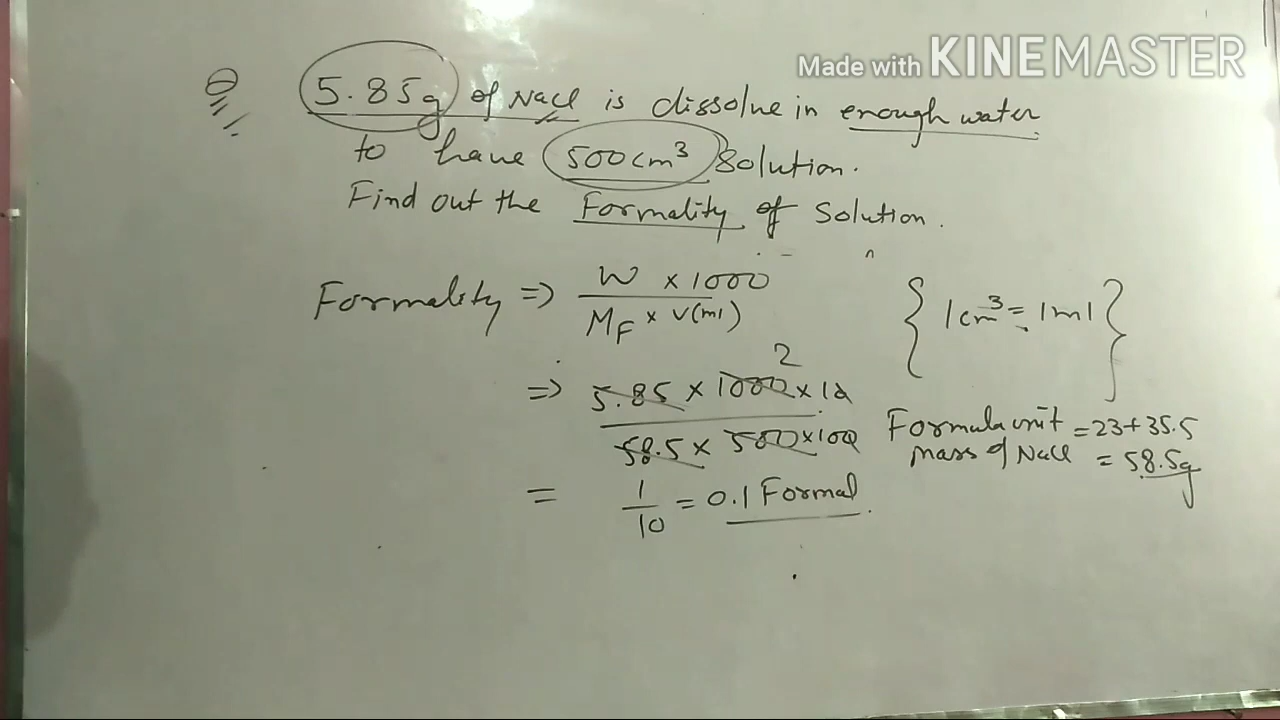 Made with KINEMASTER
Q 5.85g of NaCl is dissolve in enough water
to have 500cm³ Solution.
Find out the Formality of Solution.
Formality => W x 1000 / MF x V(ml) { 1cm³ = 1ml }
=> 5.85 x 1000 2 x 10 / 58.5 x 500 x 100
Formula unit = 23+35.5
mass of NaCl = 58.5g
= 1/10 = 0.1 Formal.